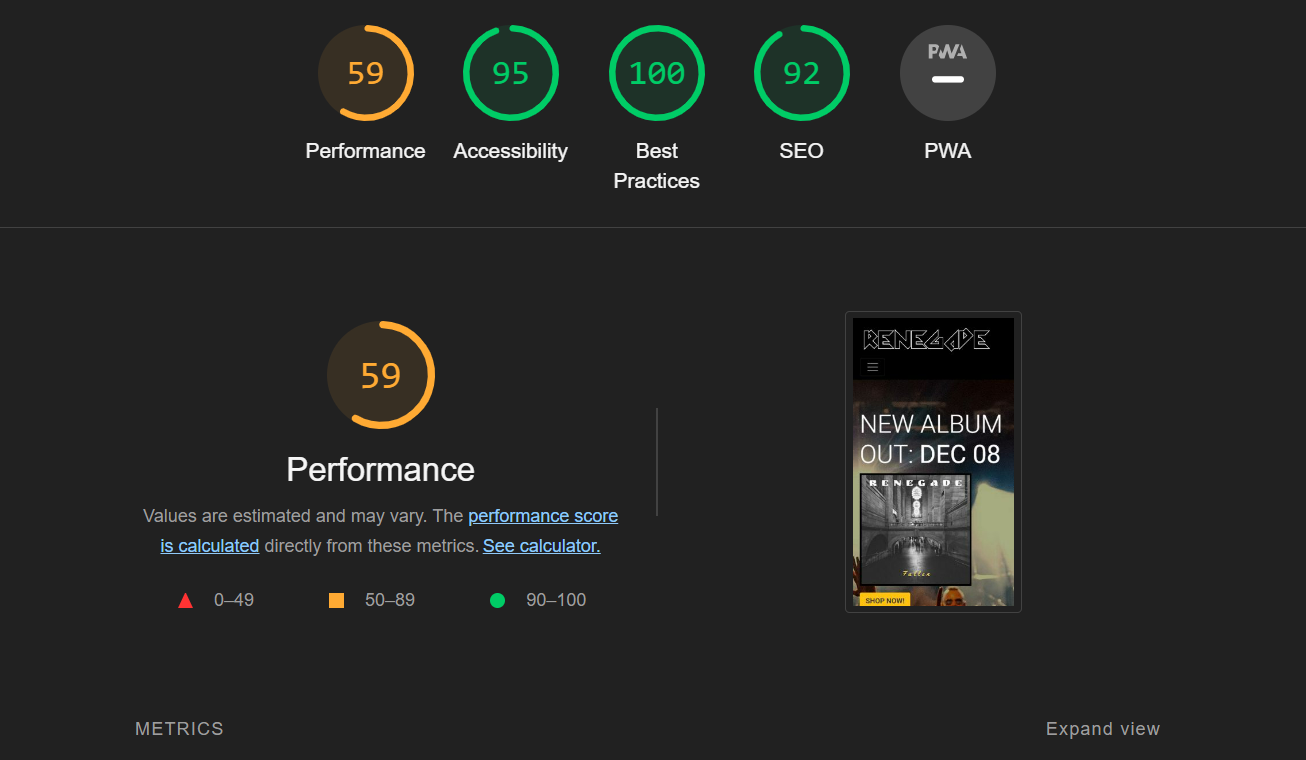 59
95
100
92
PWA
Performance
Accessibility
Best
Practices
SEO
PWA
59
Performance
Values are estimated and may vary. The performance score
is calculated directly from these metrics. See calculator.
0–49
50–89
90–100
RENEGADE
NEW ALBUM
OUT: DEC 08
RENEGADE
Fallen
SHOP NOW!
METRICS
Expand view